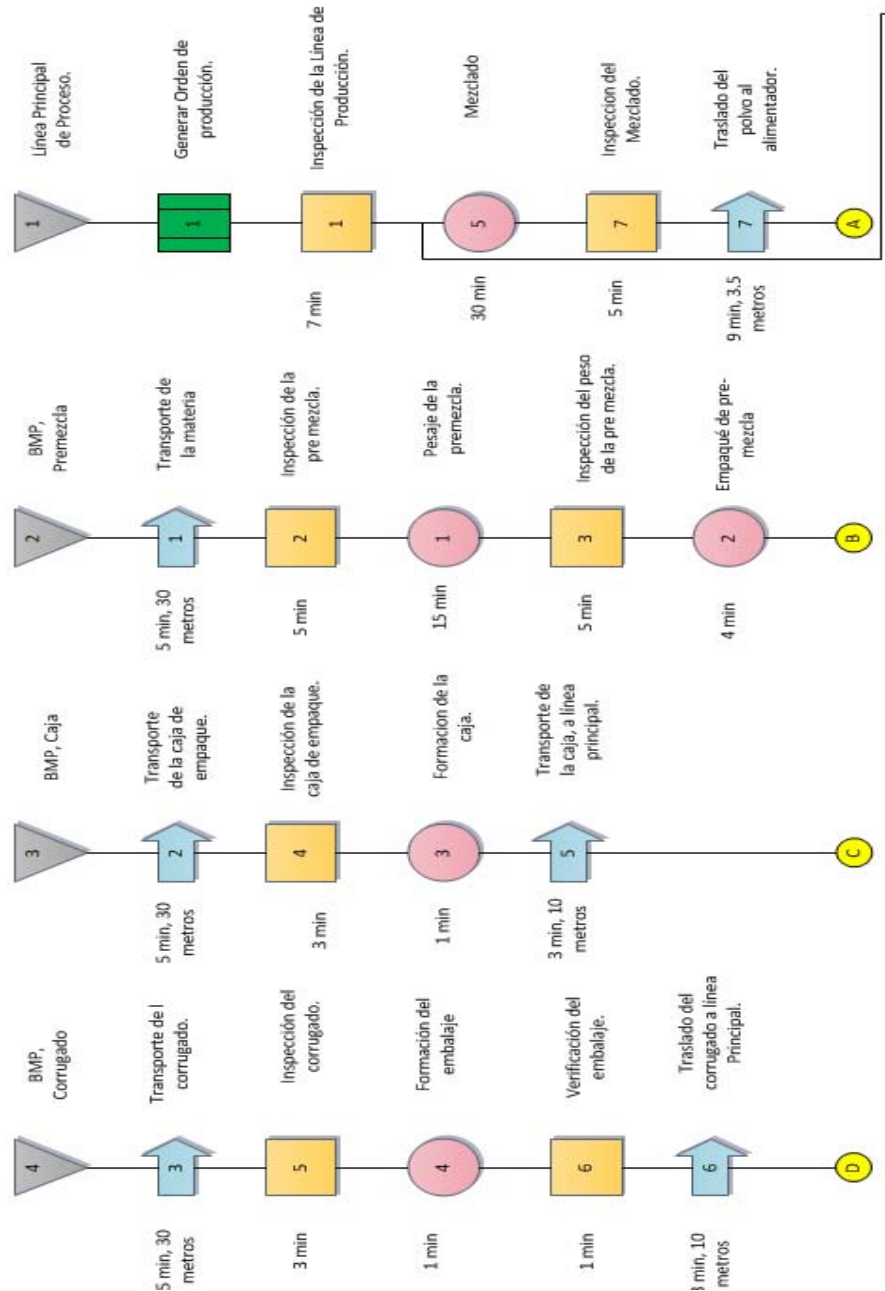 4
BMP,
Corrugado
5 min, 30
metros
3
Transporte de l
corrugado.
3 min
5
Inspección del
corrugado.
1 min
4
Formación del
embalaje
1 min
6
Verificación del
embalaje.
3 min, 10
metros
6
Traslado del
corrugado a linea
Principal.
D
3
BMP, Caja
5 min, 30
metros
2
Transporte
de la caja de
empaque.
3 min
4
Inspección de la
caja de empaque.
1 min
3
Formacion de la
caja.
3 min, 10
metros
5
Transporte de
la caja, a línea
principal.
C
2
BMP,
Premezcla
5 min, 30
metros
1
Transporte de
la materia
5 min
2
Inspección de la
pre mezcla.
15 min
1
Pesaje de la
premezcla.
5 min
3
Inspección del peso
de la pre mezcla.
4 min
2
Empaqué de pre-
mezcla
B
1
Línea Principal
de Proceso.
1
Generar Orden de
producción.
7 min
1
Inspección de la Línea de
Producción.
30 min
5
Mezclado
5 min
7
Inspeccion del
Mezclado.
9 min, 3.5
metros
7
Traslado del
polvo al
alimentador.
A